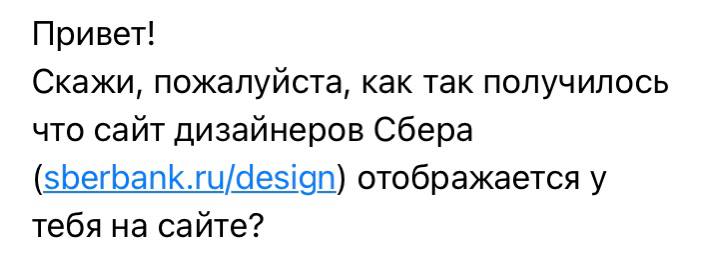 Привет!
Скажи, пожалуйста, как так получилось
что сайт дизайнеров Сбера
(sberbank.ru/design) отображается у
тебя на сайте?